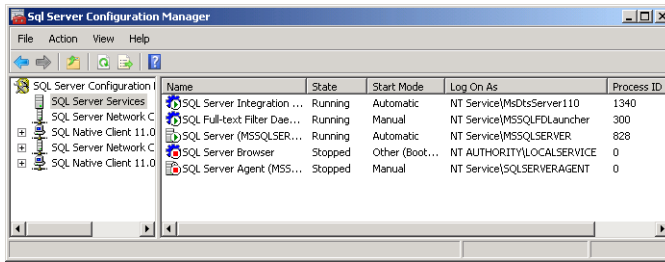 Sql Server Configuration Manager
File Action View Help
SQL Server Configuration
SQL Server Services
SQL Server Network C
SQL Native Client 11.0
SQL Server Network C
SQL Native Client 11.0
Name State Start Mode Log On As Process ID
SQL Server Integration ... Running Automatic NT Service\MsDtsServer110 1340
SQL Full-text Filter Dae... Running Manual NT Service\MSSQLFDLauncher 300
SQL Server (MSSQLSER... Running Automatic NT Service\MSSQLSERVER 828
SQL Server Browser Stopped Other (Boot... NT AUTHORITY\LOCALSERVICE 0
SQL Server Agent (MSS... Stopped Manual NT Service\SQLSERVERAGENT 0